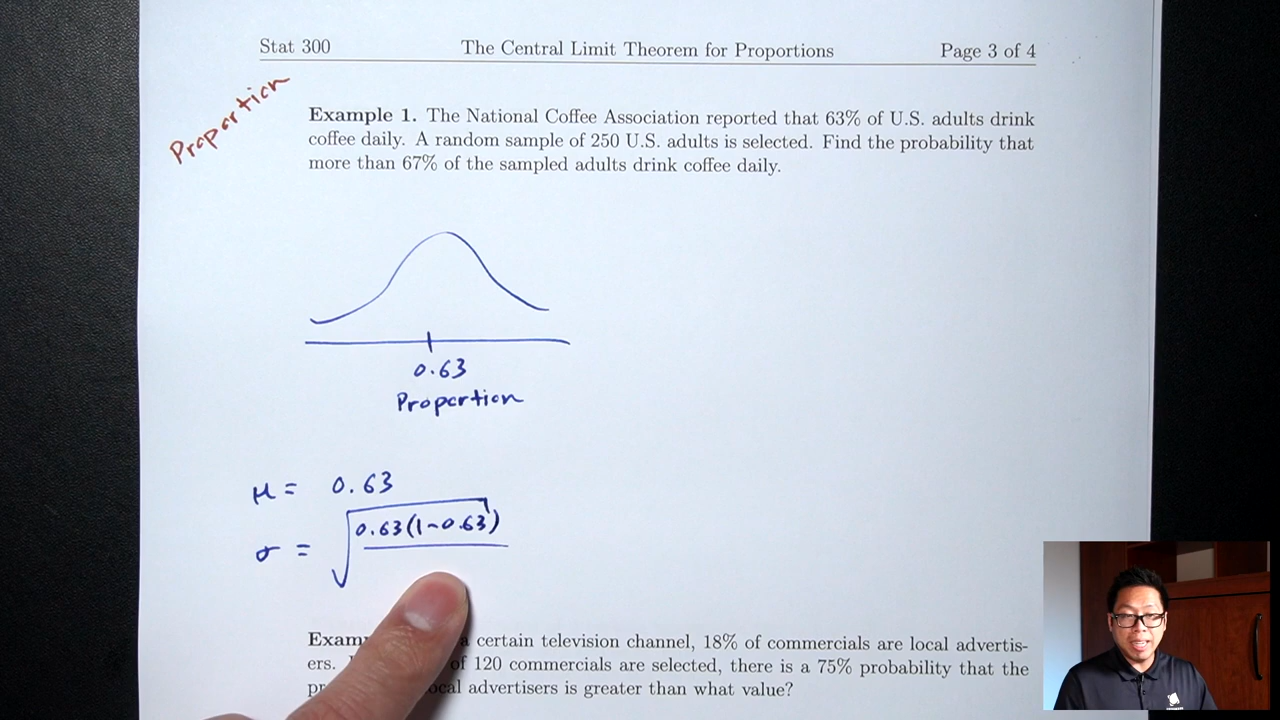 Stat 300 The Central Limit Theorem for Proportions Page 3 of 4
Proportion
Example 1. The National Coffee Association reported that 63% of U.S. adults drink
coffee daily. A random sample of 250 U.S. adults is selected. Find the probability that
more than 67% of the sampled adults drink coffee daily.
0.63
Proportion
μ = 0.63
σ = √0.63(1-0.63)
certain television channel, 18% of commercials are local advertis-
ers. of 120 commercials are selected, there is a 75% probability that the
advertisers is greater than what value?